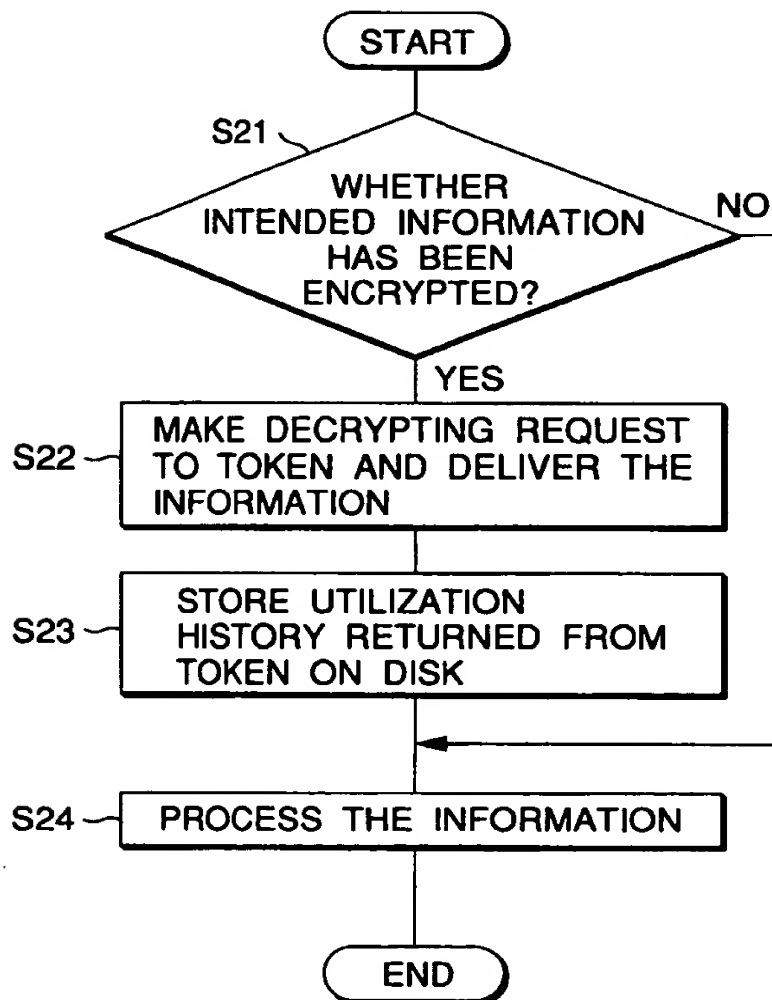 START
S21
WHETHER
INTENDED INFORMATION
HAS BEEN
ENCRYPTED?
NO
YES
S22
MAKE DECRYPTING REQUEST
TO TOKEN AND DELIVER THE
INFORMATION
S23
STORE UTILIZATION
HISTORY RETURNED FROM
TOKEN ON DISK
S24
PROCESS THE INFORMATION
END